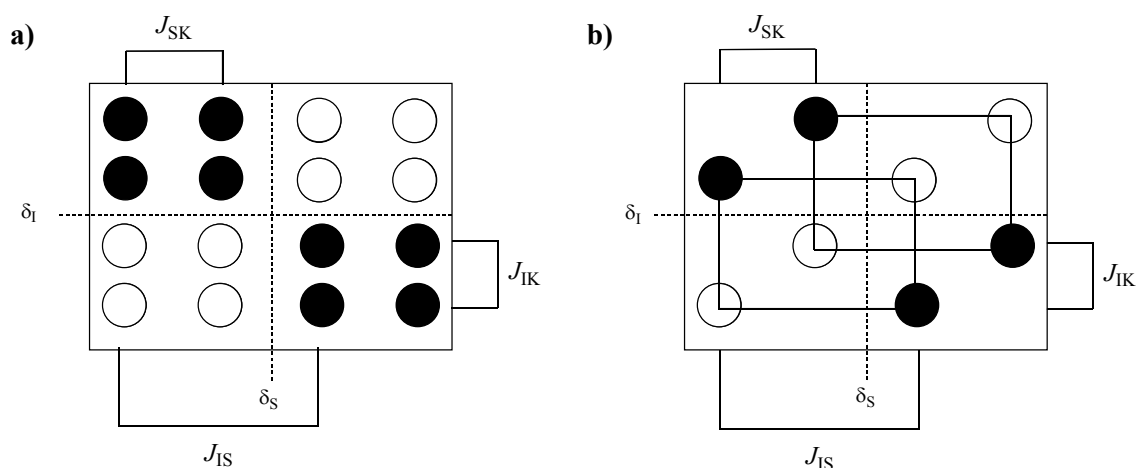 a)
J_SK
δ_I
J_IK
δ_S
J_IS
b)
J_SK
δ_I
J_IK
δ_S
J_IS